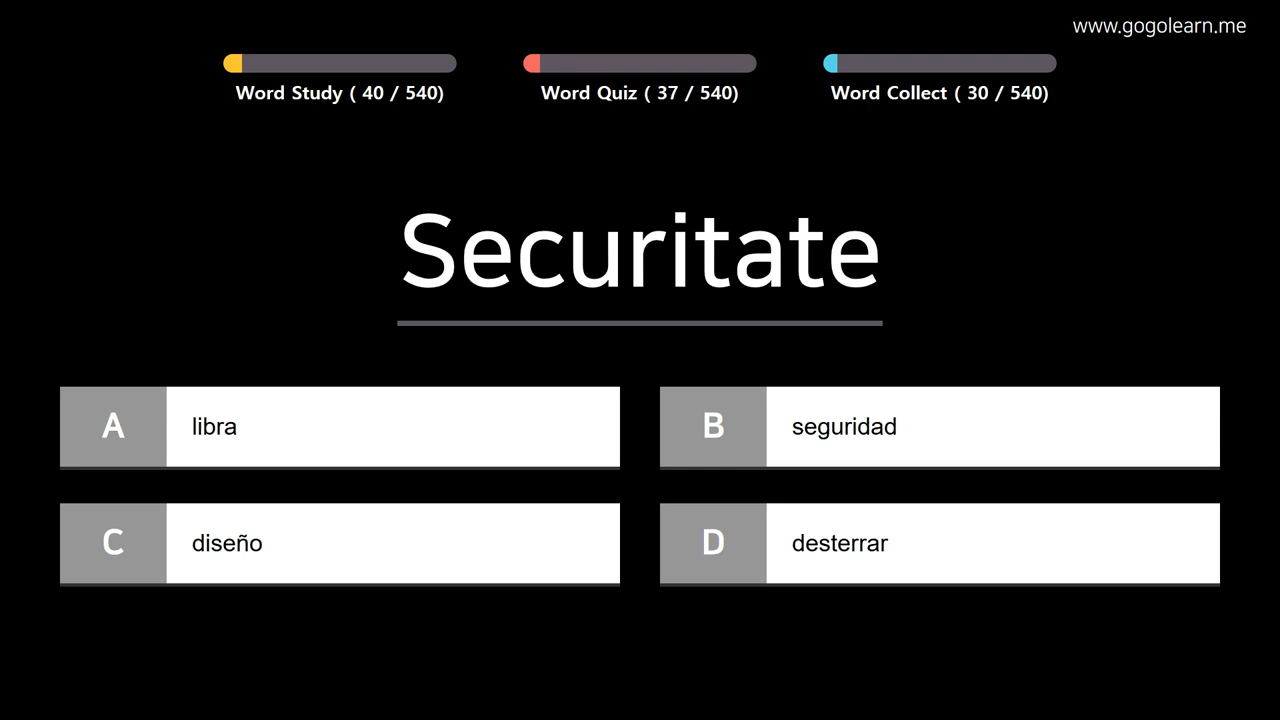 www.gogolearn.me
Word Study ( 40 / 540)
Word Quiz ( 37 / 540)
Word Collect ( 30 / 540)
Securitate
A libra
B seguridad
C diseño
D desterrar